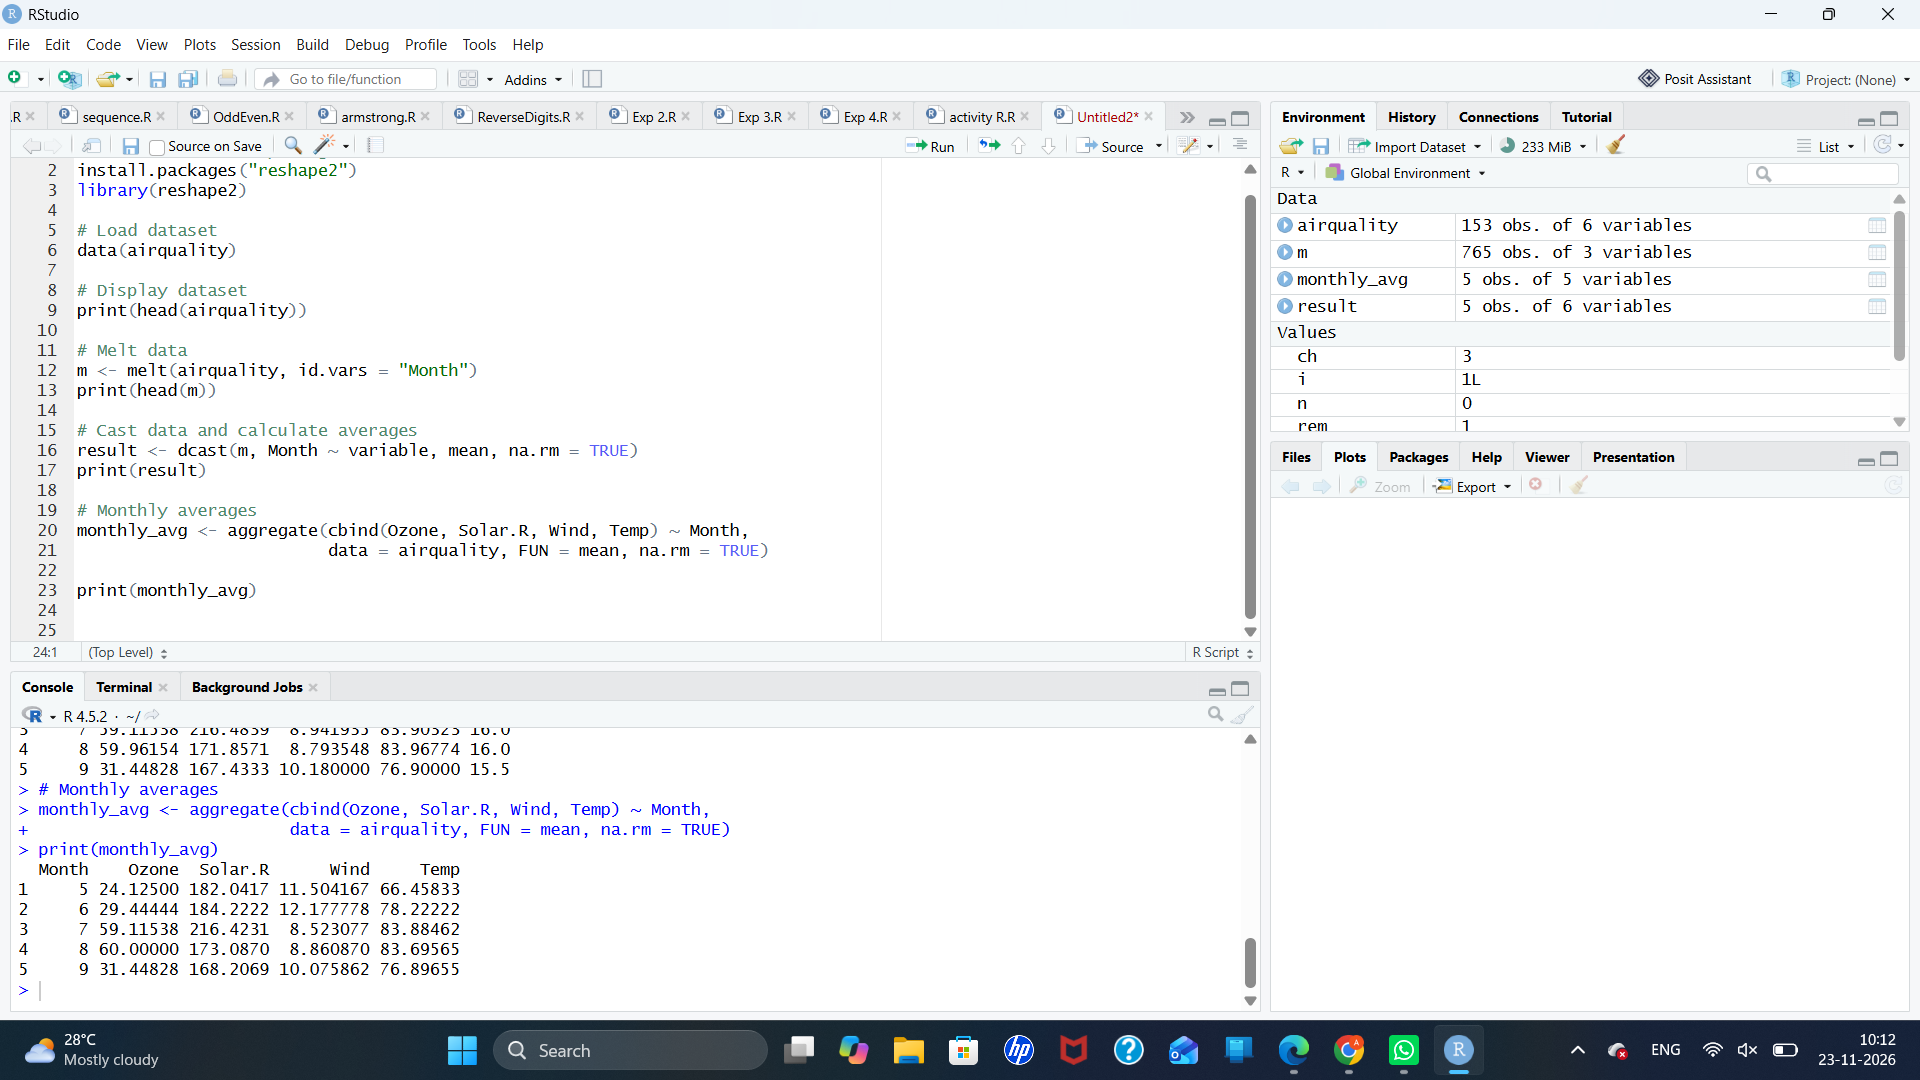 RStudio
File Edit Code View Plots Session Build Debug Profile Tools Help
Go to file/function Addins Posit Assistant Project: (None)
.R sequence.R OddEven.R armstrong.R ReverseDigits.R Exp 2.R Exp 3.R Exp 4.R activity R.R Untitled2*
Source on Save Run Source
2 install.packages("reshape2")
3 library(reshape2)
4
5 # Load dataset
6 data(airquality)
7
8 # Display dataset
9 print(head(airquality))
10
11 # Melt data
12 m <- melt(airquality, id.vars = "Month")
13 print(head(m))
14
15 # Cast data and calculate averages
16 result <- dcast(m, Month ~ variable, mean, na.rm = TRUE)
17 print(result)
18
19 # Monthly averages
20 monthly_avg <- aggregate(cbind(Ozone, Solar.R, Wind, Temp) ~ Month,
21 data = airquality, FUN = mean, na.rm = TRUE)
22
23 print(monthly_avg)
24
25
24:1 (Top Level) R Script
Console Terminal Background Jobs
R 4.5.2 · ~/
3 7 59.11538 216.4839 8.941935 83.90323 16.0
4 8 59.96154 171.8571 8.793548 83.96774 16.0
5 9 31.44828 167.4333 10.180000 76.90000 15.5
> # Monthly averages
> monthly_avg <- aggregate(cbind(Ozone, Solar.R, Wind, Temp) ~ Month,
+ data = airquality, FUN = mean, na.rm = TRUE)
> print(monthly_avg)
Month Ozone Solar.R Wind Temp
1 5 24.12500 182.0417 11.504167 66.45833
2 6 29.44444 184.2222 12.177778 78.22222
3 7 59.11538 216.4231 8.523077 83.88462
4 8 60.00000 173.0870 8.860870 83.69565
5 9 31.44828 168.2069 10.075862 76.89655
>
Environment History Connections Tutorial
Import Dataset 233 MiB List
R Global Environment
Data
airquality 153 obs. of 6 variables
m 765 obs. of 3 variables
monthly_avg 5 obs. of 5 variables
result 5 obs. of 6 variables
Values
ch 3
i 1L
n 0
rem 1
Files Plots Packages Help Viewer Presentation
Zoom Export
28°C
Mostly cloudy
Search
ENG
10:12
23-11-2026